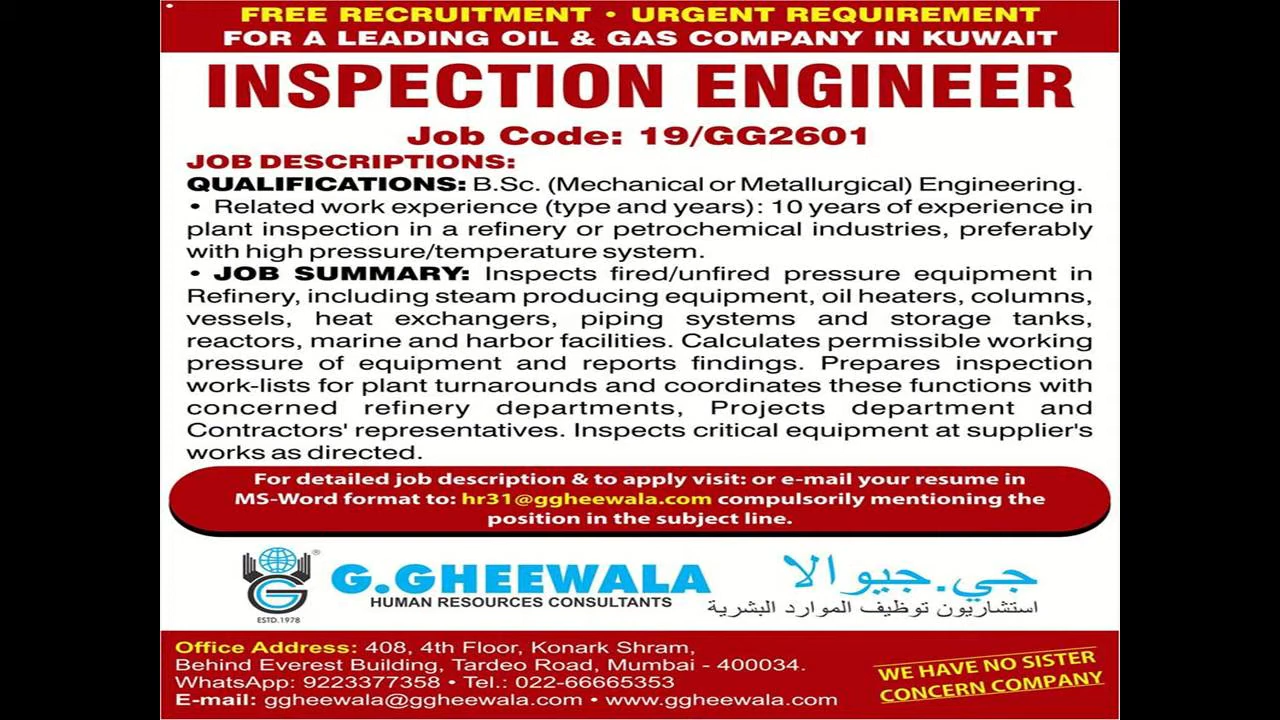 FREE RECRUITMENT • URGENT REQUIREMENT
FOR A LEADING OIL & GAS COMPANY IN KUWAIT
INSPECTION ENGINEER
Job Code: 19/GG2601
JOB DESCRIPTIONS:
QUALIFICATIONS: B.Sc. (Mechanical or Metallurgical) Engineering.
• Related work experience (type and years): 10 years of experience in
plant inspection in a refinery or petrochemical industries, preferably
with high pressure/temperature system.
• JOB SUMMARY: Inspects fired/unfired pressure equipment in
Refinery, including steam producing equipment, oil heaters, columns,
vessels, heat exchangers, piping systems and storage tanks,
reactors, marine and harbor facilities. Calculates permissible working
pressure of equipment and reports findings. Prepares inspection
work-lists for plant turnarounds and coordinates these functions with
concerned refinery departments, Projects department and
Contractors' representatives. Inspects critical equipment at supplier's
works as directed.
For detailed job description & to apply visit: or e-mail your resume in
MS-Word format to: hr31@ggheewala.com compulsorily mentioning the
position in the subject line.
G
®
ESTD.1978
G.GHEEWALA
HUMAN RESOURCES CONSULTANTS
جي.جيوالا
استشاريون توظيف الموارد البشرية
Office Address: 408, 4th Floor, Konark Shram,
Behind Everest Building, Tardeo Road, Mumbai - 400034.
WhatsApp: 9223377358 • Tel.: 022-66665353
E-mail: ggheewala@ggheewala.com • www.ggheewala.com
WE HAVE NO SISTER
CONCERN COMPANY